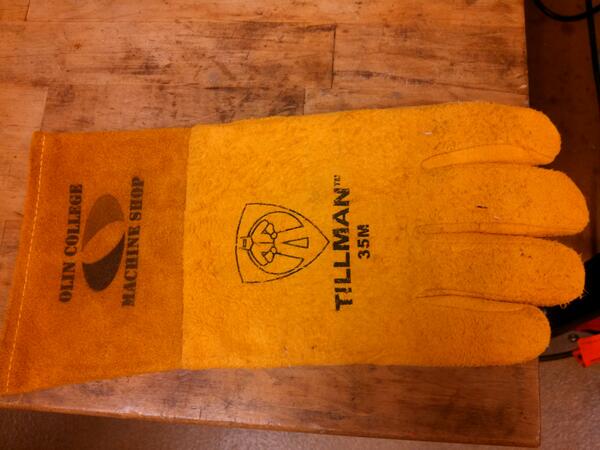 OLIN COLLEGE
MACHINE SHOP
TILLMAN™
35M